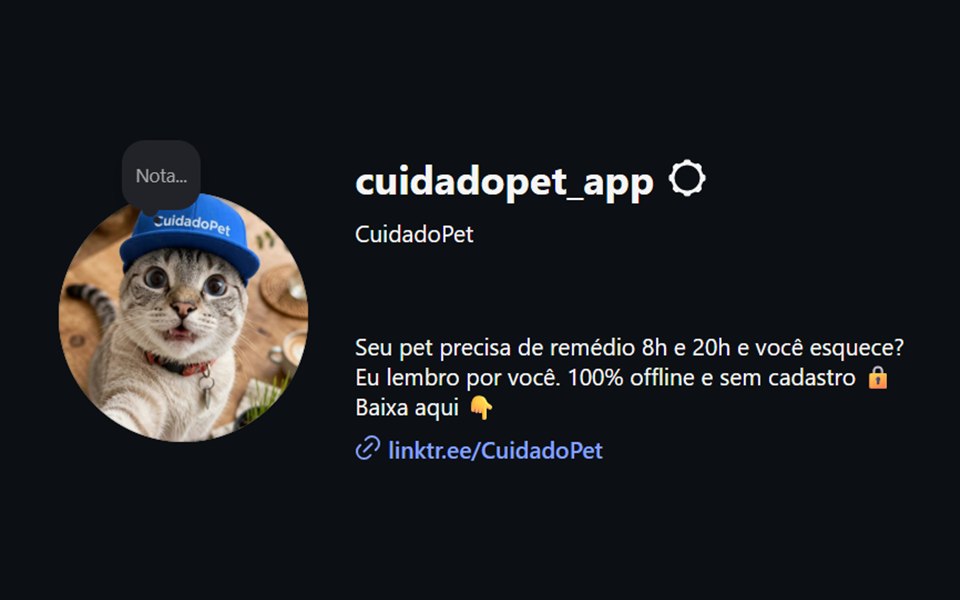 Nota...
CuidadoPet
cuidadopet_app
CuidadoPet
Seu pet precisa de remédio 8h e 20h e você esquece?
Eu lembro por você. 100% offline e sem cadastro 🔒
Baixa aqui 👇
linktr.ee/CuidadoPet